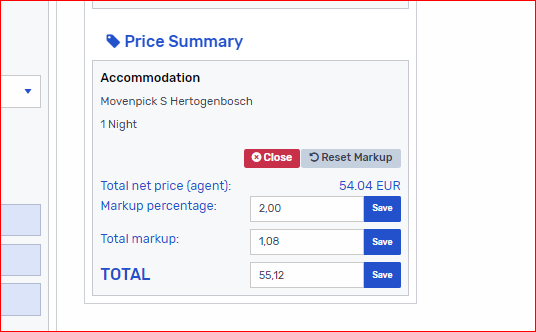 Price Summary
Accommodation
Movenpick S Hertogenbosch
1 Night
Close Reset Markup
Total net price (agent): 54.04 EUR
Markup percentage: 2,00 Save
Total markup: 1,08 Save
TOTAL 55,12 Save